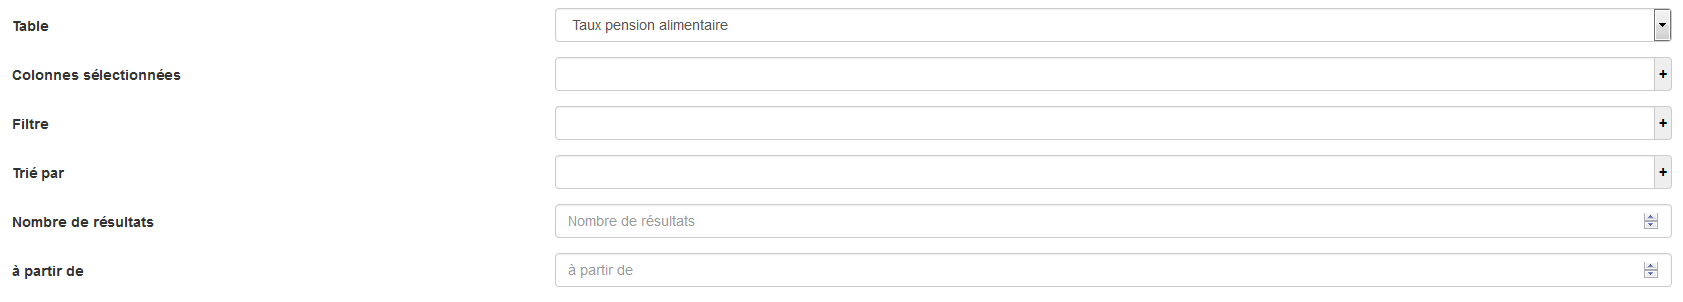 Table
Taux pension alimentaire
Colonnes sélectionnées
+
Filtre
+
Trié par
+
Nombre de résultats
Nombre de résultats
à partir de
à partir de